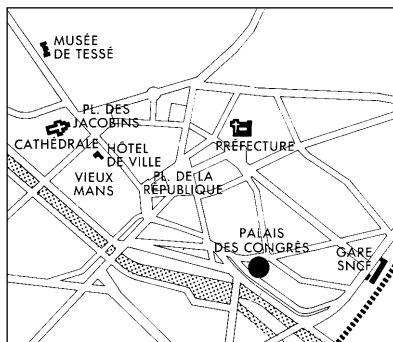 MUSÉE
DE TESSÉ
PL. DES
JACOBINS
CATHÉDRALE
HÔTEL
DE VILLE
PRÉFECTURE
VIEUX
MANS
PL. DE LA
RÉPUBLIQUE
PALAIS
DES CONGRÈS
GARE
SNCF